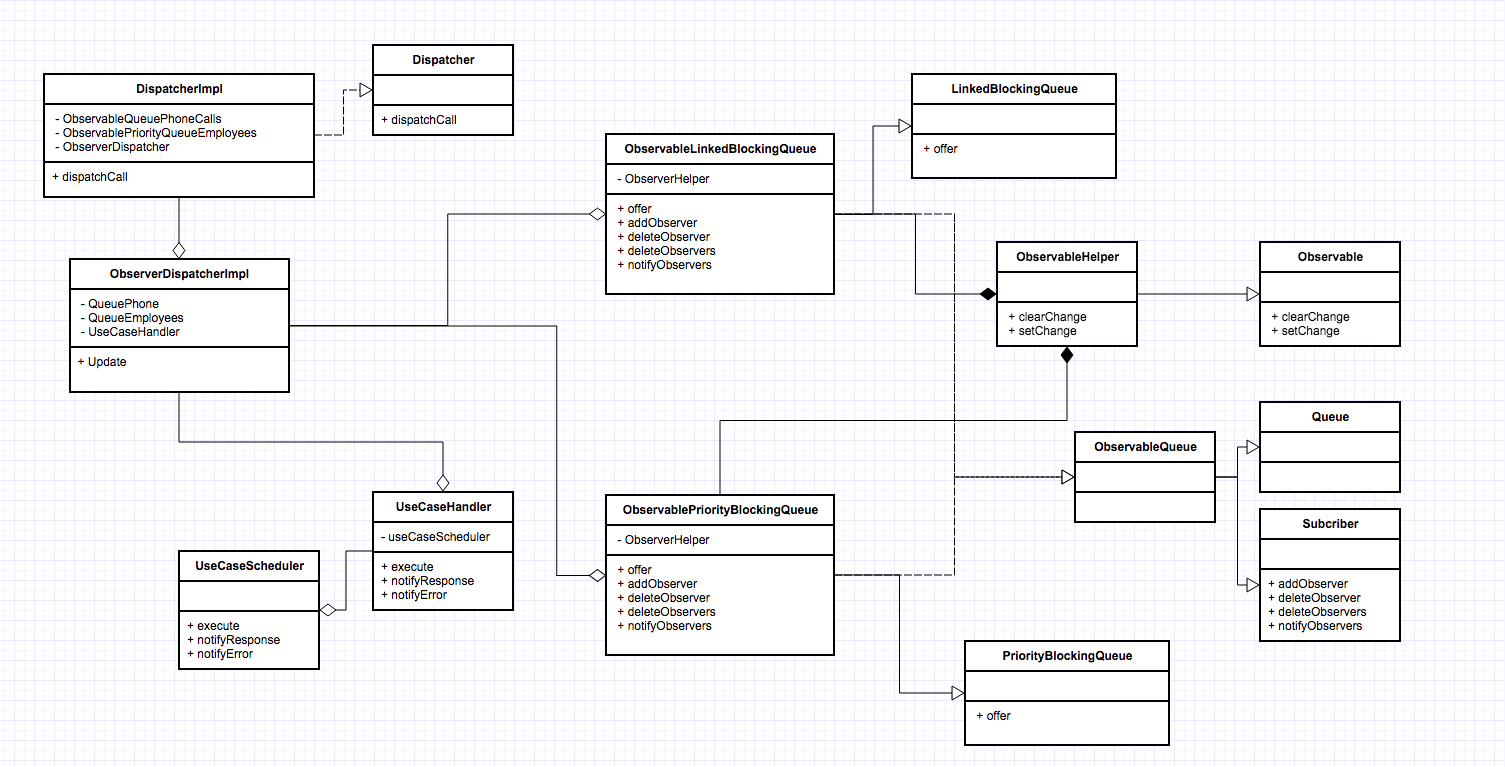 Dispatcher
+ dispatchCall
DispatcherImpl
- ObservableQueuePhoneCalls
- ObservablePriorityQueueEmployees
- ObserverDispatcher
+ dispatchCall
LinkedBlockingQueue
+ offer
ObservableLinkedBlockingQueue
- ObserverHelper
+ offer
+ addObserver
+ deleteObserver
+ deleteObservers
+ notifyObservers
ObserverDispatcherImpl
- QueuePhone
- QueueEmployees
- UseCaseHandler
+ Update
ObservableHelper
+ clearChange
+ setChange
Observable
+ clearChange
+ setChange
Queue
ObservableQueue
Subcriber
+ addObserver
+ deleteObserver
+ deleteObservers
+ notifyObservers
UseCaseHandler
- useCaseScheduler
+ execute
+ notifyResponse
+ notifyError
ObservablePriorityBlockingQueue
- ObserverHelper
+ offer
+ addObserver
+ deleteObserver
+ deleteObservers
+ notifyObservers
UseCaseScheduler
+ execute
+ notifyResponse
+ notifyError
PriorityBlockingQueue
+ offer